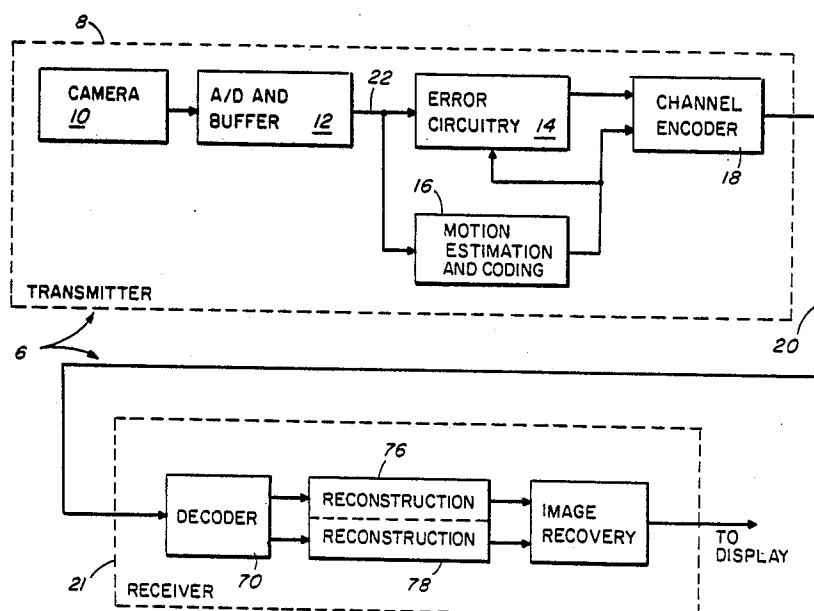 8
CAMERA
10
A/D AND
BUFFER
12
22
ERROR
CIRCUITRY
14
CHANNEL
ENCODER
18
16
MOTION
ESTIMATION
AND CODING
TRANSMITTER
6
20
76
DECODER
70
RECONSTRUCTION
RECONSTRUCTION
78
IMAGE
RECOVERY
TO
DISPLAY
21
RECEIVER